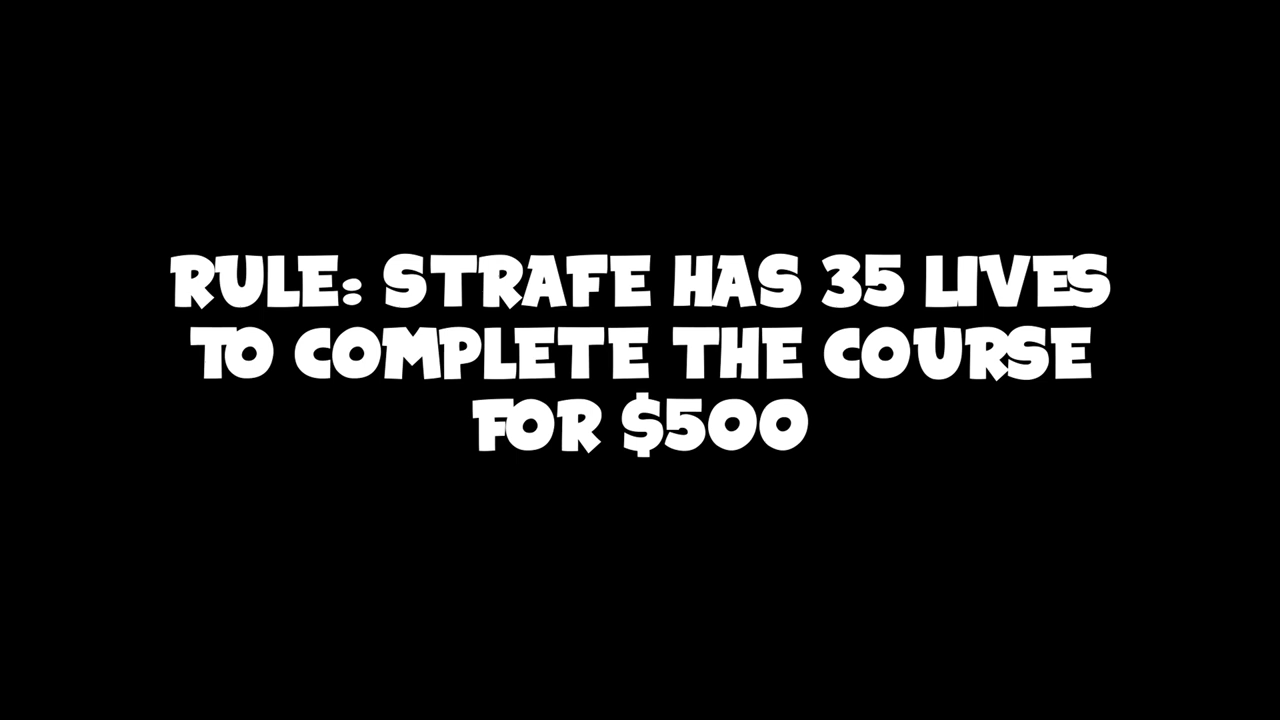 RULE: STRAFE HAS 35 LIVES
TO COMPLETE THE COURSE
FOR $500